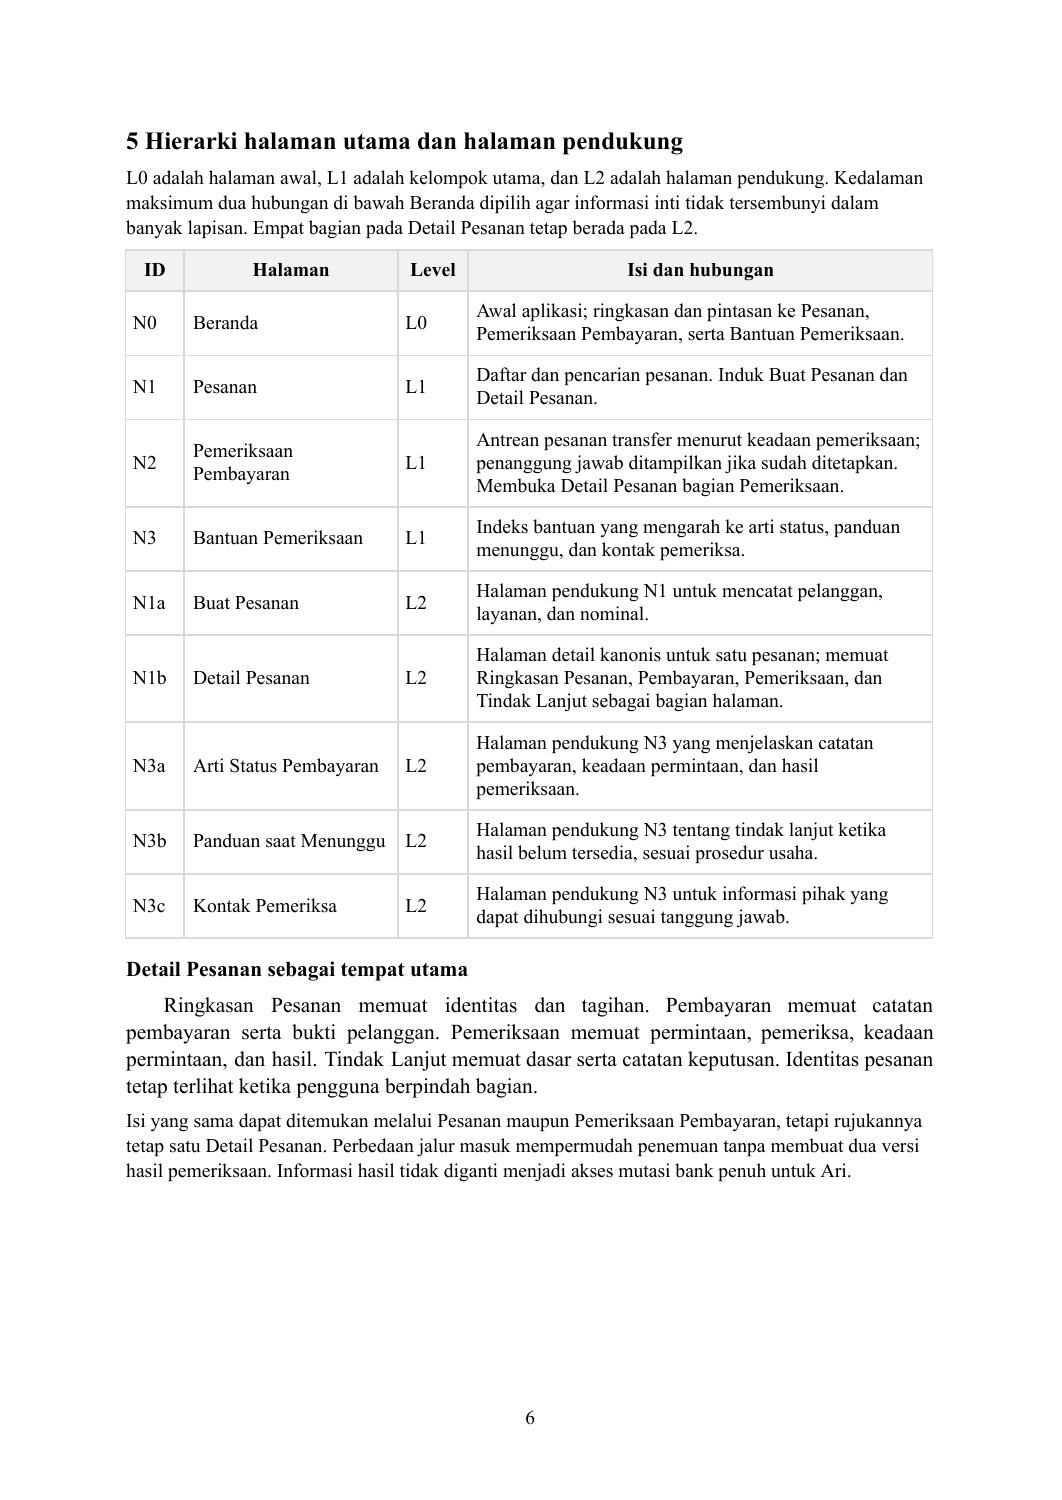 5 Hierarki halaman utama dan halaman pendukung
L0 adalah halaman awal, L1 adalah kelompok utama, dan L2 adalah halaman pendukung. Kedalaman
maksimum dua hubungan di bawah Beranda dipilih agar informasi inti tidak tersembunyi dalam
banyak lapisan. Empat bagian pada Detail Pesanan tetap berada pada L2.
ID Halaman Level Isi dan hubungan
N0 Beranda L0 Awal aplikasi; ringkasan dan pintasan ke Pesanan,
Pemeriksaan Pembayaran, serta Bantuan Pemeriksaan.
N1 Pesanan L1 Daftar dan pencarian pesanan. Induk Buat Pesanan dan
Detail Pesanan.
N2 Pemeriksaan
Pembayaran L1 Antrean pesanan transfer menurut keadaan pemeriksaan;
penanggung jawab ditampilkan jika sudah ditetapkan.
Membuka Detail Pesanan bagian Pemeriksaan.
N3 Bantuan Pemeriksaan L1 Indeks bantuan yang mengarah ke arti status, panduan
menunggu, dan kontak pemeriksa.
N1a Buat Pesanan L2 Halaman pendukung N1 untuk mencatat pelanggan,
layanan, dan nominal.
N1b Detail Pesanan L2 Halaman detail kanonis untuk satu pesanan; memuat
Ringkasan Pesanan, Pembayaran, Pemeriksaan, dan
Tindak Lanjut sebagai bagian halaman.
N3a Arti Status Pembayaran L2 Halaman pendukung N3 yang menjelaskan catatan
pembayaran, keadaan permintaan, dan hasil
pemeriksaan.
N3b Panduan saat Menunggu L2 Halaman pendukung N3 tentang tindak lanjut ketika
hasil belum tersedia, sesuai prosedur usaha.
N3c Kontak Pemeriksa L2 Halaman pendukung N3 untuk informasi pihak yang
dapat dihubungi sesuai tanggung jawab.
Detail Pesanan sebagai tempat utama
Ringkasan Pesanan memuat identitas dan tagihan. Pembayaran memuat catatan
pembayaran serta bukti pelanggan. Pemeriksaan memuat permintaan, pemeriksa, keadaan
permintaan, dan hasil. Tindak Lanjut memuat dasar serta catatan keputusan. Identitas pesanan
tetap terlihat ketika pengguna berpindah bagian.
Isi yang sama dapat ditemukan melalui Pesanan maupun Pemeriksaan Pembayaran, tetapi rujukannya
tetap satu Detail Pesanan. Perbedaan jalur masuk mempermudah penemuan tanpa membuat dua versi
hasil pemeriksaan. Informasi hasil tidak diganti menjadi akses mutasi bank penuh untuk Ari.
6